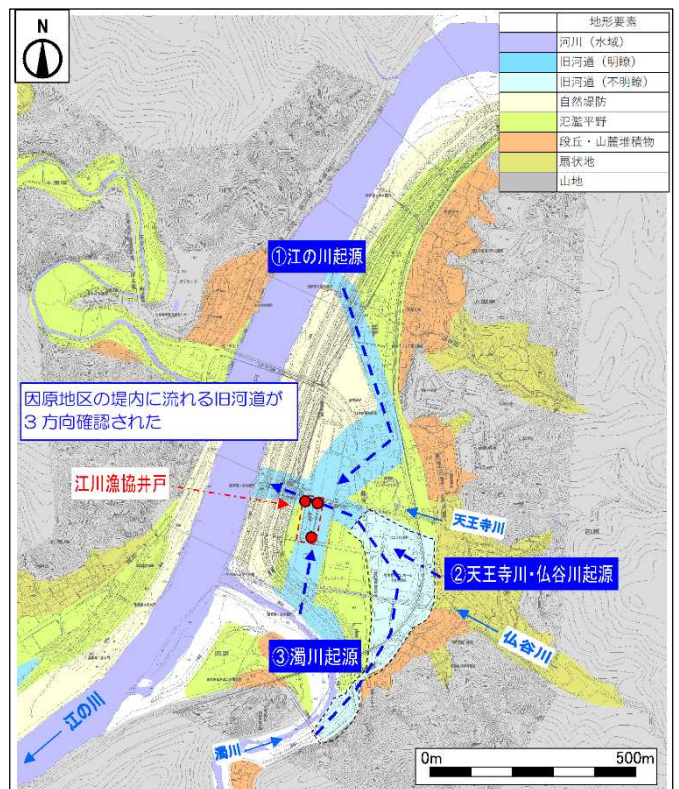 N
地形要素
河川（水域）
旧河道（明瞭）
旧河道（不明瞭）
自然堤防
氾濫平野
段丘・山麓堆積物
扇状地
山地
①江の川起源
因原地区の堤内に流れる旧河道が
3方向確認された
江川漁協井戸
天王寺川
②天王寺川・仏谷川起源
仏谷川
③濁川起源
江の川
濁川
0m
500m